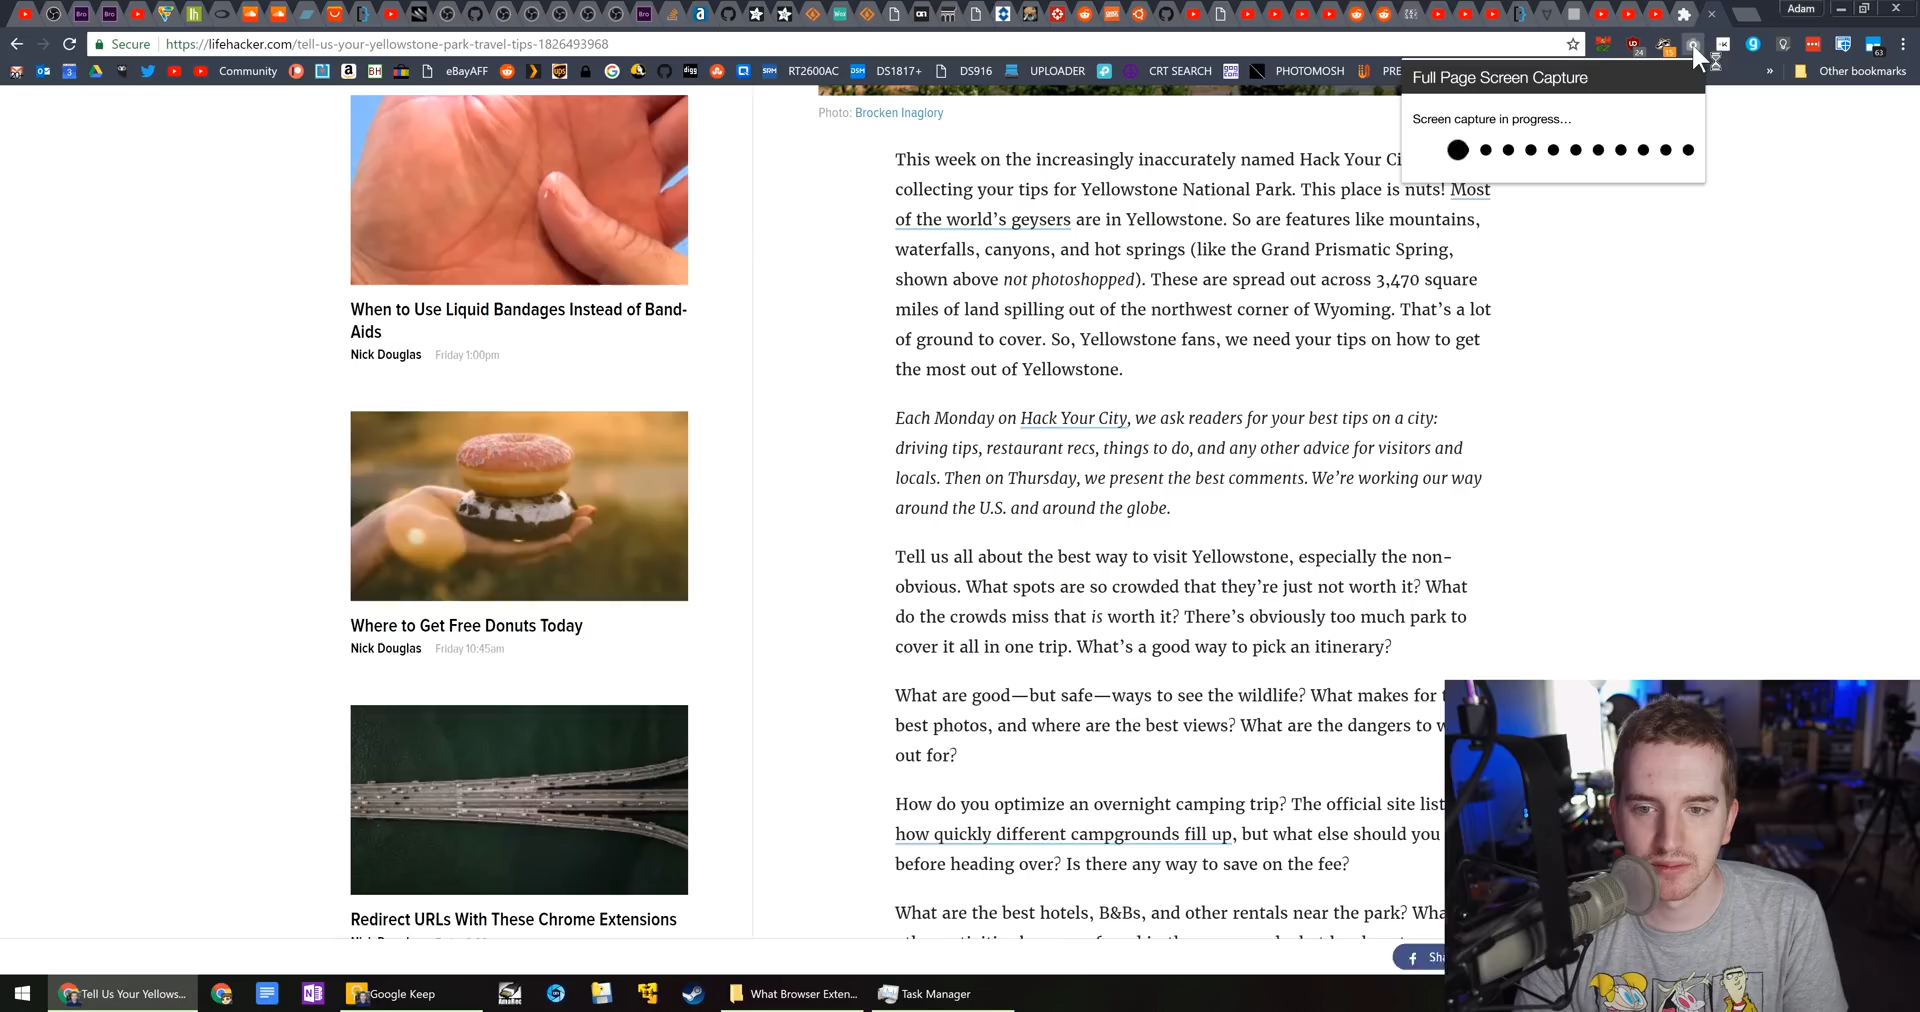 Adam
Secure
https://lifehacker.com/tell-us-your-yellowstone-park-travel-tips-1826493968
24
15
63
Community
eBayAFF
RT2600AC
DS1817+
DS916
UPLOADER
CRT SEARCH
PHOTOMOSH
PRE
»
Other bookmarks
Full Page Screen Capture
Screen capture in progress...
Photo: Brocken Inaglory
This week on the increasingly inaccurately named Hack Your Ci
collecting your tips for Yellowstone National Park. This place is nuts! Most
of the world's geysers are in Yellowstone. So are features like mountains,
waterfalls, canyons, and hot springs (like the Grand Prismatic Spring,
shown above not photoshopped). These are spread out across 3,470 square
miles of land spilling out of the northwest corner of Wyoming. That's a lot
of ground to cover. So, Yellowstone fans, we need your tips on how to get
the most out of Yellowstone.
Each Monday on Hack Your City, we ask readers for your best tips on a city:
driving tips, restaurant recs, things to do, and any other advice for visitors and
locals. Then on Thursday, we present the best comments. We're working our way
around the U.S. and around the globe.
Tell us all about the best way to visit Yellowstone, especially the non-
obvious. What spots are so crowded that they're just not worth it? What
do the crowds miss that is worth it? There's obviously too much park to
cover it all in one trip. What's a good way to pick an itinerary?
What are good—but safe—ways to see the wildlife? What makes for
best photos, and where are the best views? What are the dangers to
out for?
How do you optimize an overnight camping trip? The official site list
how quickly different campgrounds fill up, but what else should you
before heading over? Is there any way to save on the fee?
What are the best hotels, B&Bs, and other rentals near the park?
When to Use Liquid Bandages Instead of Band-
Aids
Nick Douglas Friday 1:00pm
Where to Get Free Donuts Today
Nick Douglas Friday 10:45am
Redirect URLs With These Chrome Extensions
f Sha
Tell Us Your Yellows...
Google Keep
What Browser Exten...
Task Manager